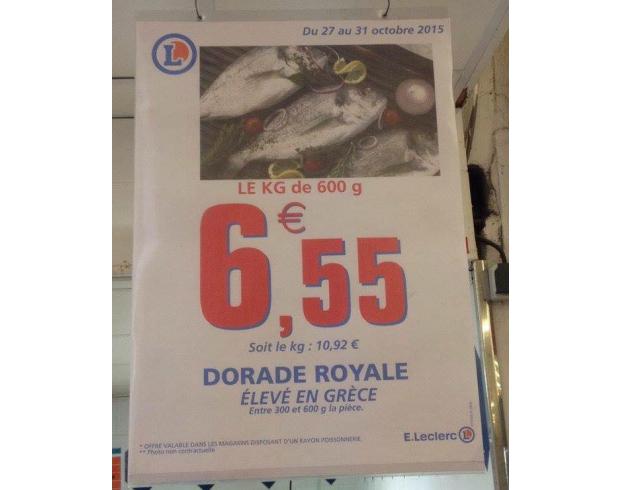 Du 27 au 31 octobre 2015
L
LE KG de 600 g
6€,55
Soit le kg : 10,92 €
DORADE ROYALE
ÉLEVÉ EN GRÈCE
Entre 300 et 600 g la pièce.
* OFFRE VALABLE DANS LES MAGASINS DISPOSANT D'UN RAYON POISSONNERIE.
** Photo non contractuelle
E.Leclerc L